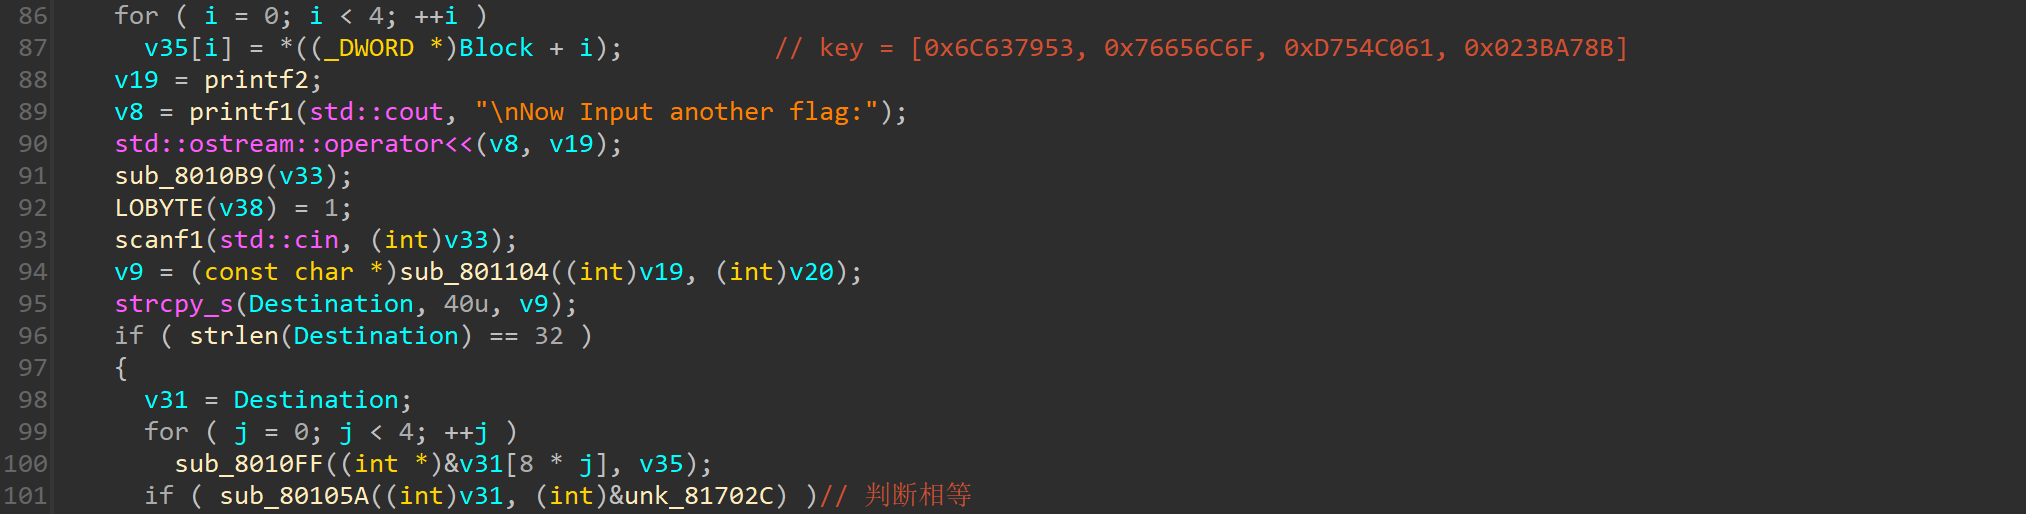 86 for ( i = 0; i < 4; ++i )
87 v35[i] = *((_DWORD *)Block + i); // key = [0x6C637953, 0x76656C6F, 0xD754C061, 0x023BA78B]
88 v19 = printf2;
89 v8 = printf1(std::cout, "\nNow Input another flag:");
90 std::ostream::operator<<(v8, v19);
91 sub_8010B9(v33);
92 LOBYTE(v38) = 1;
93 scanf1(std::cin, (int)v33);
94 v9 = (const char *)sub_801104((int)v19, (int)v20);
95 strcpy_s(Destination, 40u, v9);
96 if ( strlen(Destination) == 32 )
97 {
98 v31 = Destination;
99 for ( j = 0; j < 4; ++j )
100 sub_8010FF((int *)&v31[8 * j], v35);
101 if ( sub_80105A((int)v31, (int)&unk_81702C) )// 判断相等